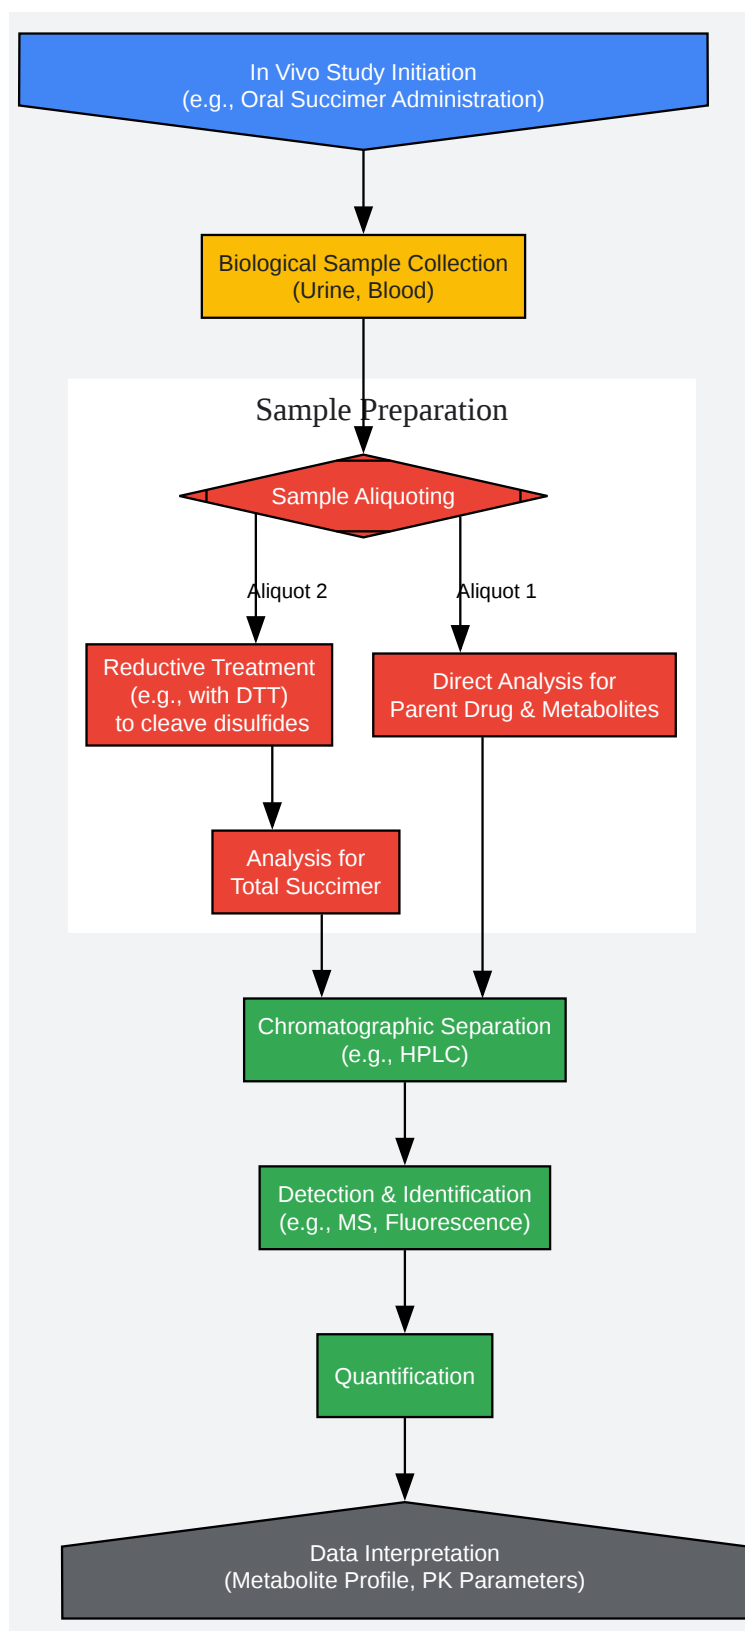 In Vivo Study Initiation
(e.g., Oral Succimer Administration)
Biological Sample Collection
(Urine, Blood)
Sample Preparation
Sample Aliquoting
Aliquot 2
Aliquot 1
Reductive Treatment
(e.g., with DTT)
to cleave disulfides
Direct Analysis for
Parent Drug & Metabolites
Analysis for
Total Succimer
Chromatographic Separation
(e.g., HPLC)
Detection & Identification
(e.g., MS, Fluorescence)
Quantification
Data Interpretation
(Metabolite Profile, PK Parameters)